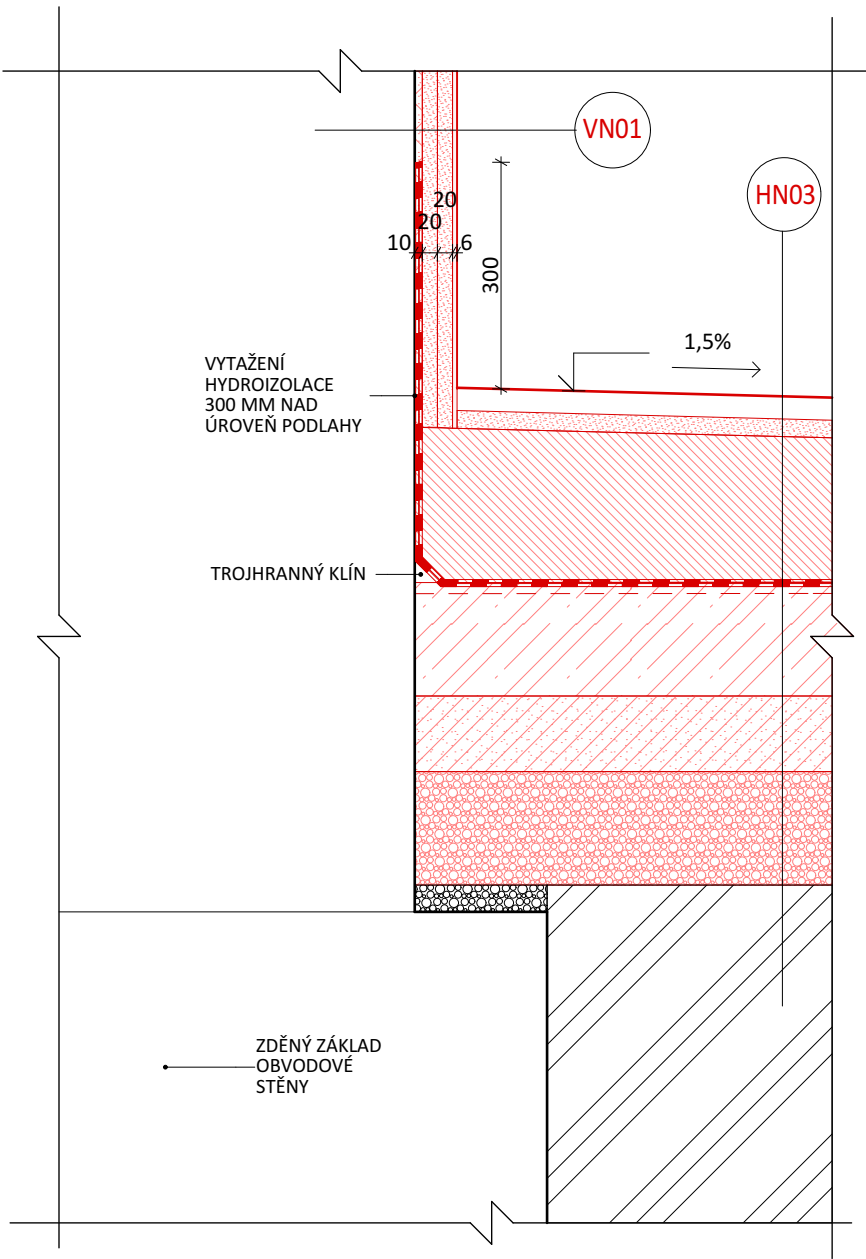 VN01
HN03
20
20
10
6
300
1,5%
VYTAŽENÍ
HYDROIZOLACE
300 MM NAD
ÚROVEŇ PODLAHY
TROJHRANNÝ KLÍN
ZDĚNÝ ZÁKLAD
OBVODOVÉ
STĚNY